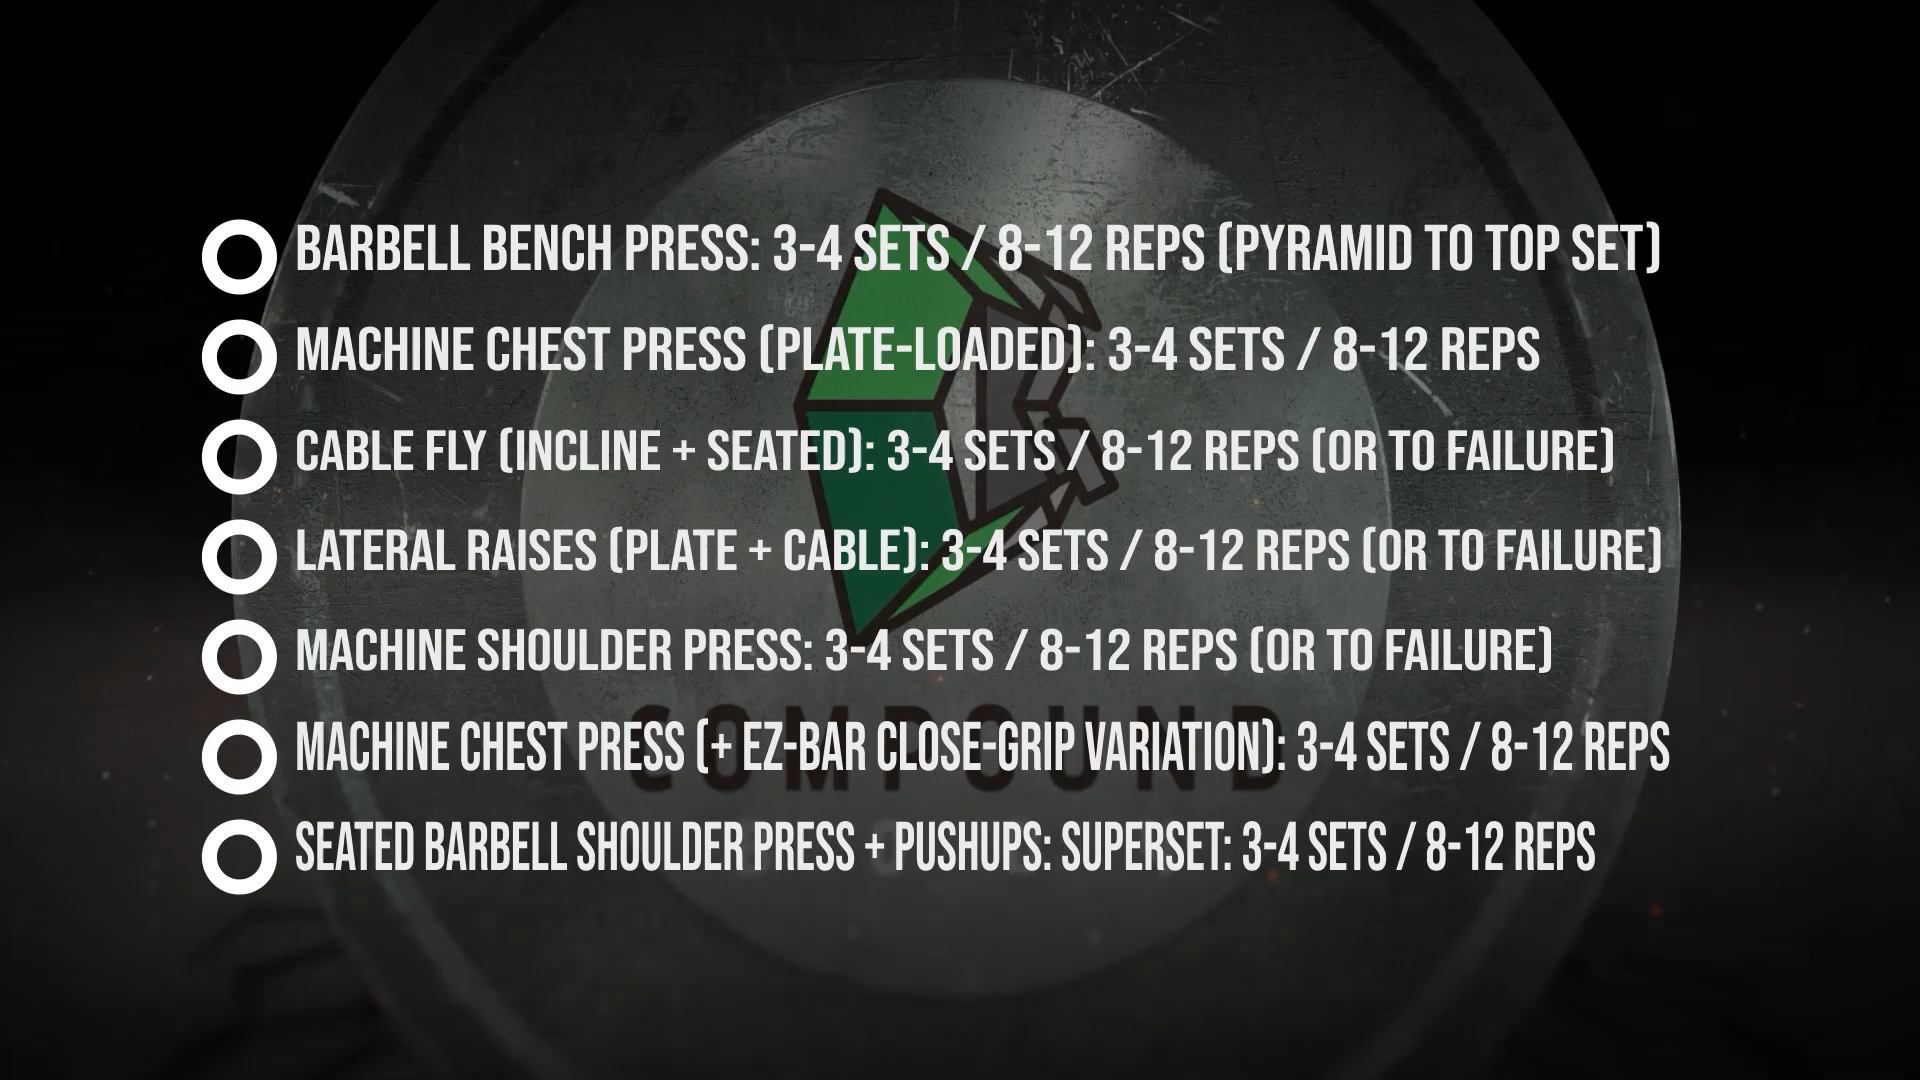 BARBELL BENCH PRESS: 3-4 SETS / 8-12 REPS (PYRAMID TO TOP SET)
MACHINE CHEST PRESS (PLATE-LOADED): 3-4 SETS / 8-12 REPS
CABLE FLY (INCLINE + SEATED): 3-4 SETS / 8-12 REPS (OR TO FAILURE)
LATERAL RAISES (PLATE + CABLE): 3-4 SETS / 8-12 REPS (OR TO FAILURE)
MACHINE SHOULDER PRESS: 3-4 SETS / 8-12 REPS (OR TO FAILURE)
COMPOUND
MACHINE CHEST PRESS (+ EZ-BAR CLOSE-GRIP VARIATION): 3-4 SETS / 8-12 REPS
SEATED BARBELL SHOULDER PRESS + PUSHUPS: SUPERSET: 3-4 SETS / 8-12 REPS